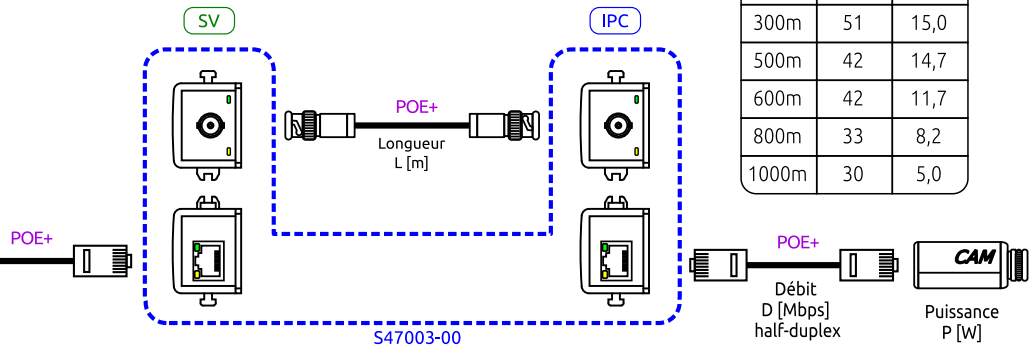 SV
IPC
300m 51 15,0
500m 42 14,7
600m 42 11,7
800m 33 8,2
1000m 30 5,0
POE+
Longueur
L [m]
POE+
POE+
CAM
Débit
D [Mbps]
half-duplex
Puissance
P [W]
S47003-00